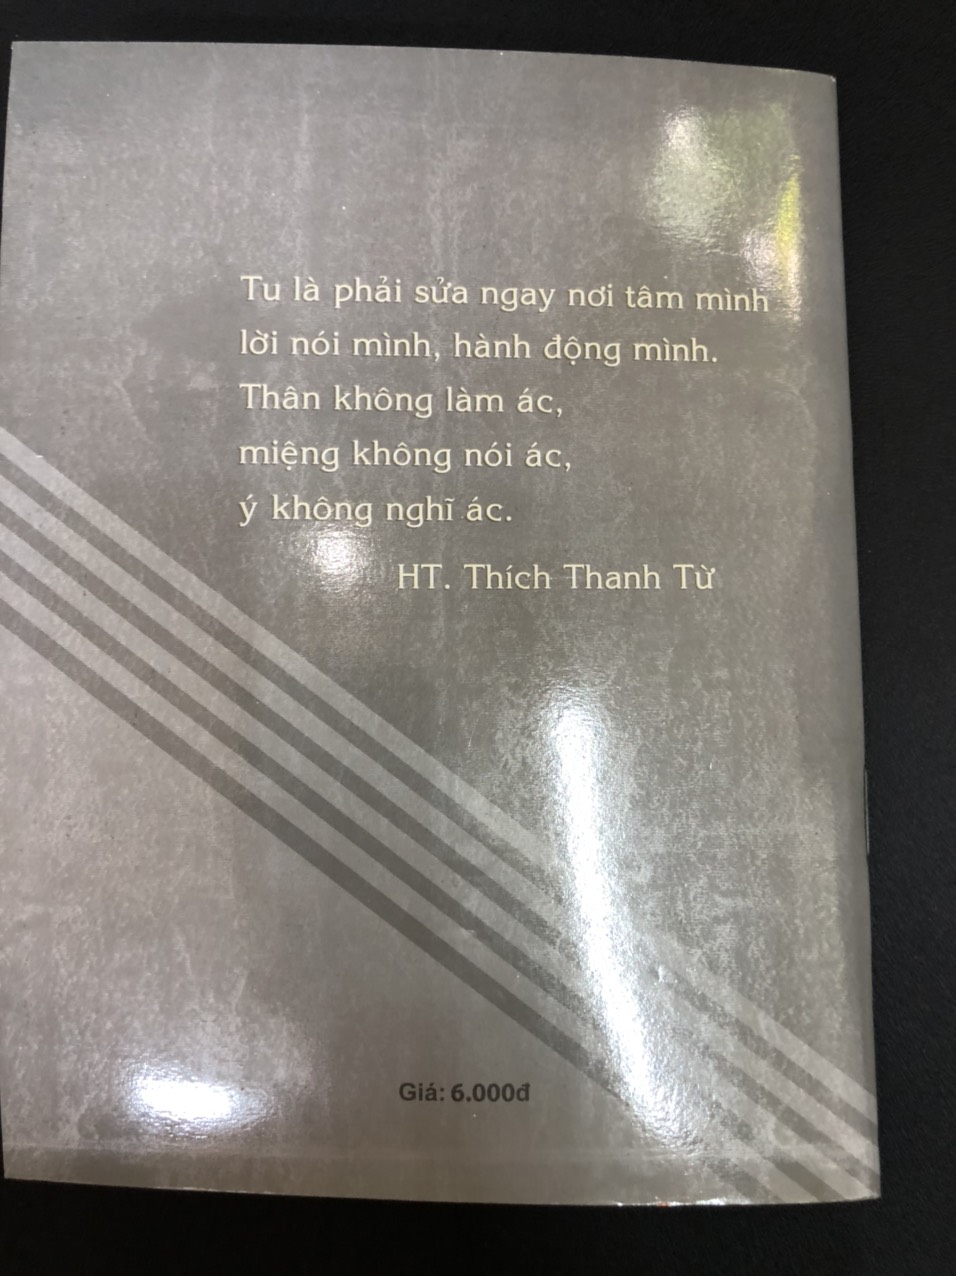 Tu là phải sửa ngay nơi tâm mình
lời nói mình, hành động mình.
Thân không làm ác,
miệng không nói ác,
ý không nghĩ ác.
HT. Thích Thanh Từ
Giá: 6.000đ